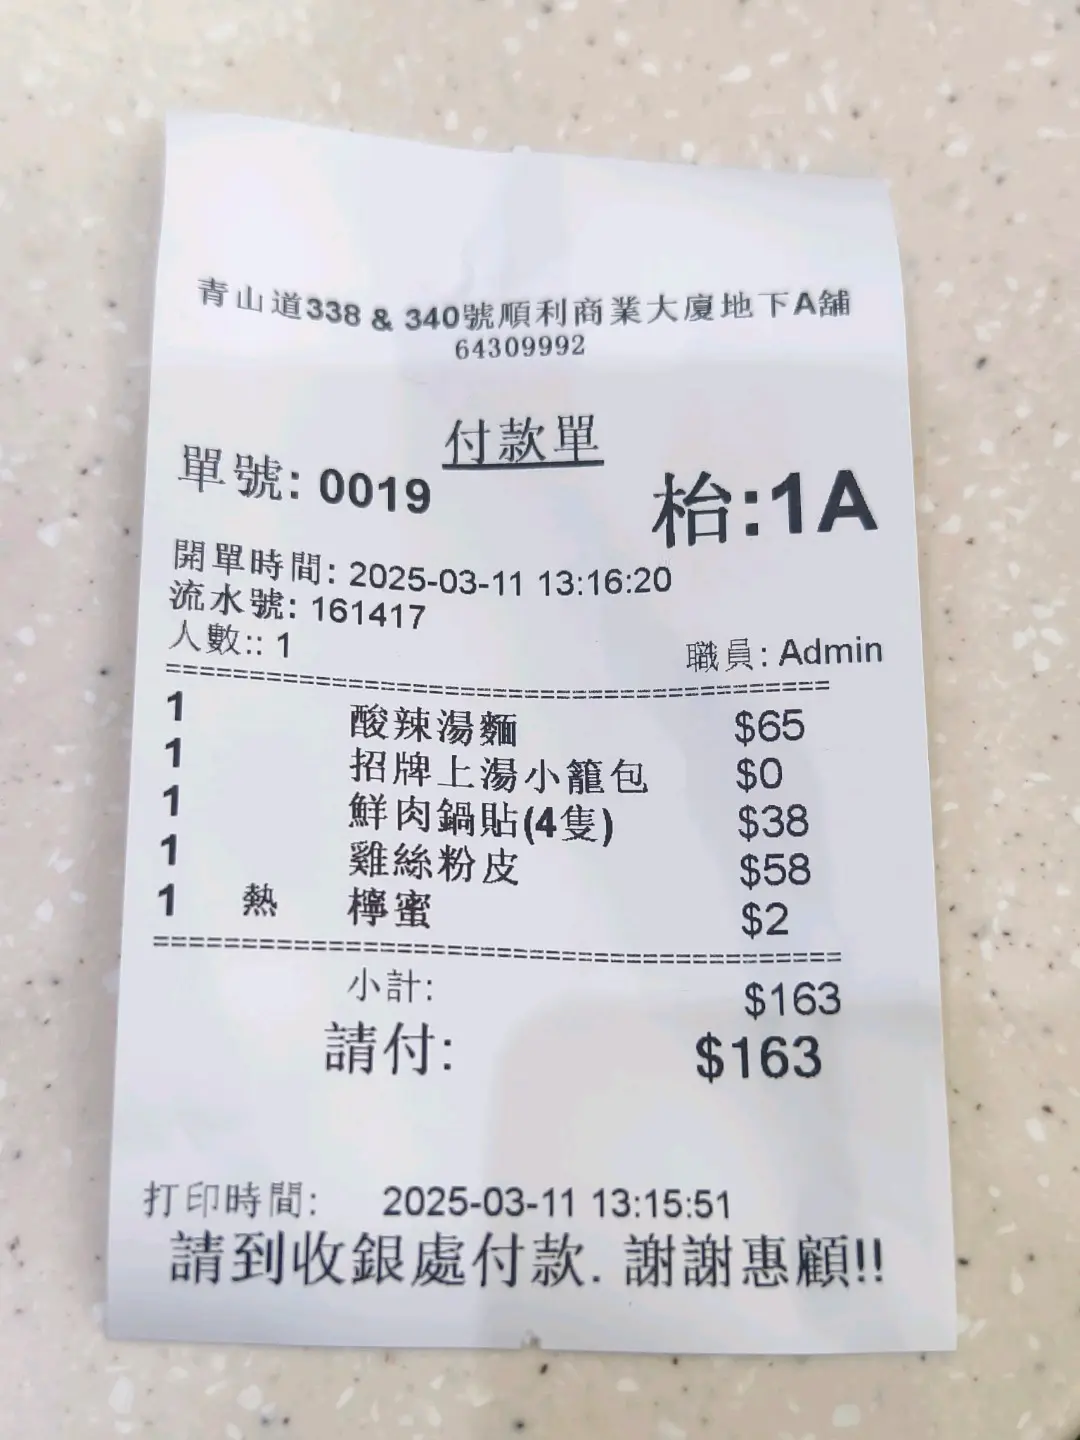 青山道338 & 340號順利商業大廈地下A舖
64309992
付款單
單號: 0019
枱:1A
開單時間: 2025-03-11 13:16:20
流水號: 161417
人數:: 1
職員: Admin
==================================================
1 酸辣湯麵 $65
1 招牌上湯小籠包 $0
1 鮮肉鍋貼(4隻) $38
1 雞絲粉皮 $58
1 熱 檸蜜 $2
==================================================
小計: $163
請付: $163
打印時間: 2025-03-11 13:15:51
請到收銀處付款. 謝謝惠顧!!